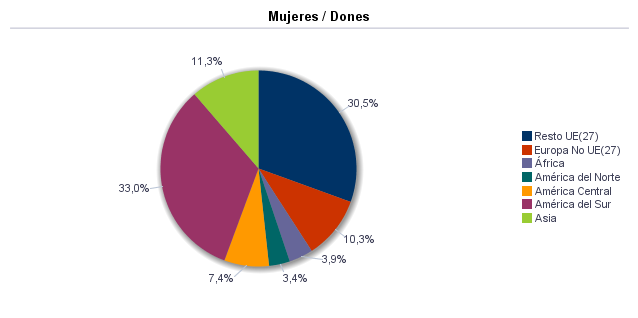 Mujeres / Dones
11,3%
30,5%
33,0%
10,3%
3,9%
3,4%
7,4%
Resto UE(27)
Europa No UE(27)
África
América del Norte
América Central
América del Sur
Asia